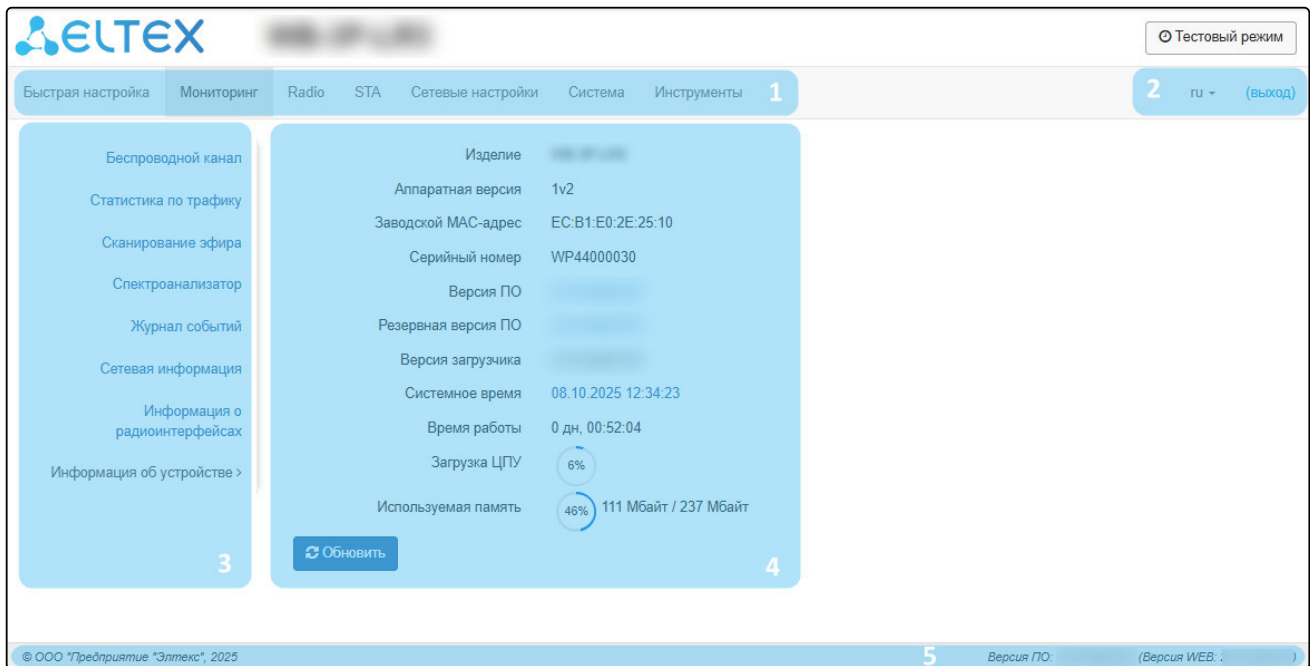 ELTEX
Тестовый режим
Быстрая настройка Мониторинг Radio STA Сетевые настройки Система Инструменты 1 2 ru (выход)
Беспроводной канал
Статистика по трафику
Сканирование эфира
Спектроанализатор
Журнал событий
Сетевая информация
Информация о
радиоинтерфейсах
Информация об устройстве >
3
Изделие
Аппаратная версия 1v2
Заводской MAC-адрес EC:B1:E0:2E:25:10
Серийный номер WP44000030
Версия ПО
Резервная версия ПО
Версия загрузчика
Системное время 08.10.2025 12:34:23
Время работы 0 дн, 00:52:04
Загрузка ЦПУ 6%
Используемая память 46% 111 Мбайт / 237 Мбайт
Обновить
4
© ООО "Предприятие "Элтекс", 2025 5 Версия ПО: (Версия WEB: )